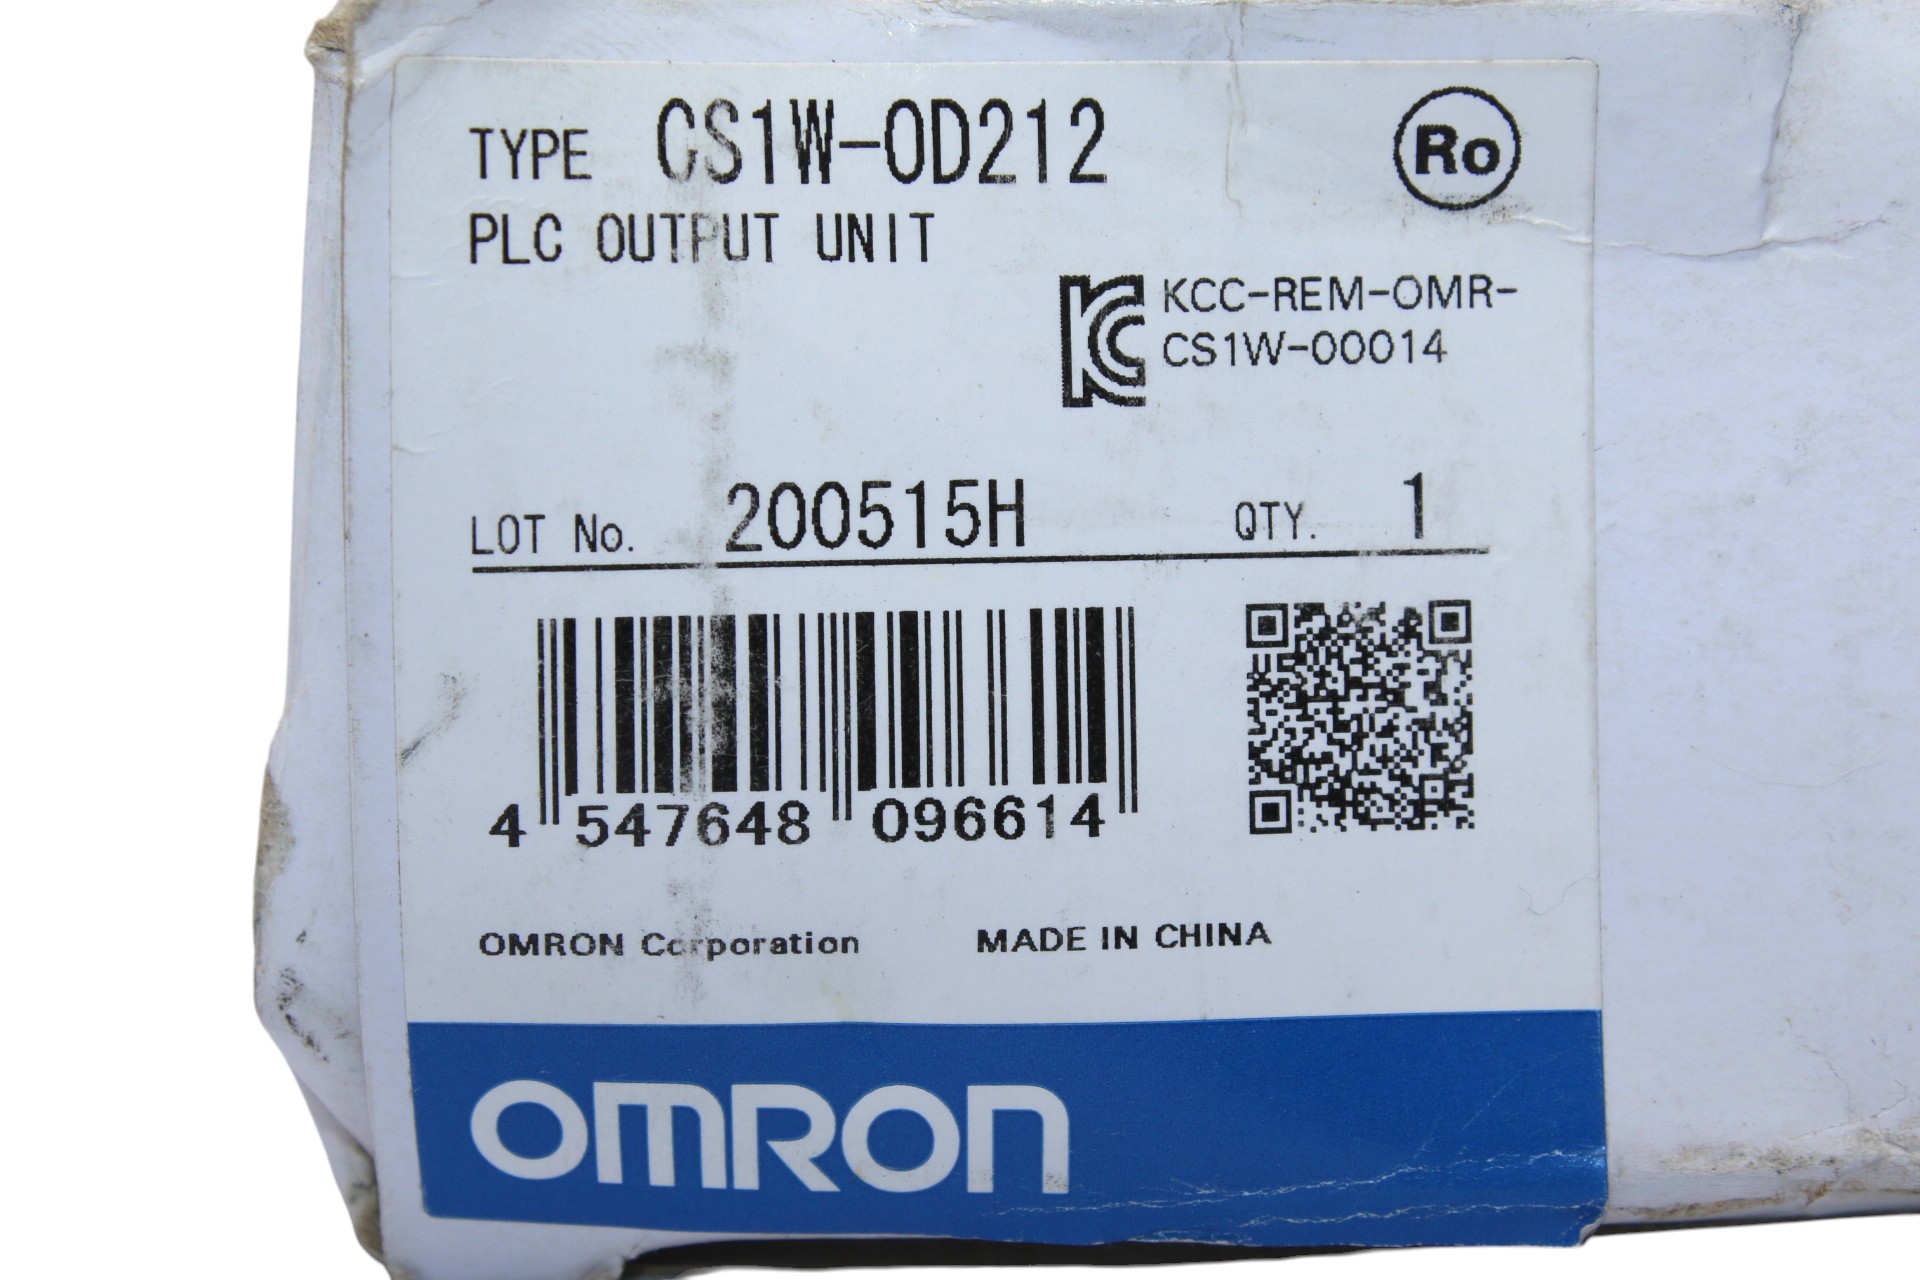 TYPE CS1W-OD212
Ro
PLC OUTPUT UNIT
KC KCC-REM-OMR-
CS1W-00014
LOT No. 200515H QTY. 1
4 547648 096614
OMRON Corporation MADE IN CHINA
OMRON